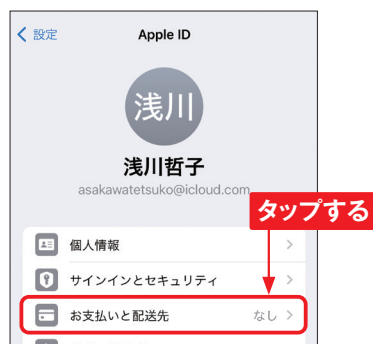 設定
Apple ID
浅川
浅川哲子
asakawatetsuko@icloud.com
タップする
個人情報
サインインとセキュリティ
お支払いと配送先 なし